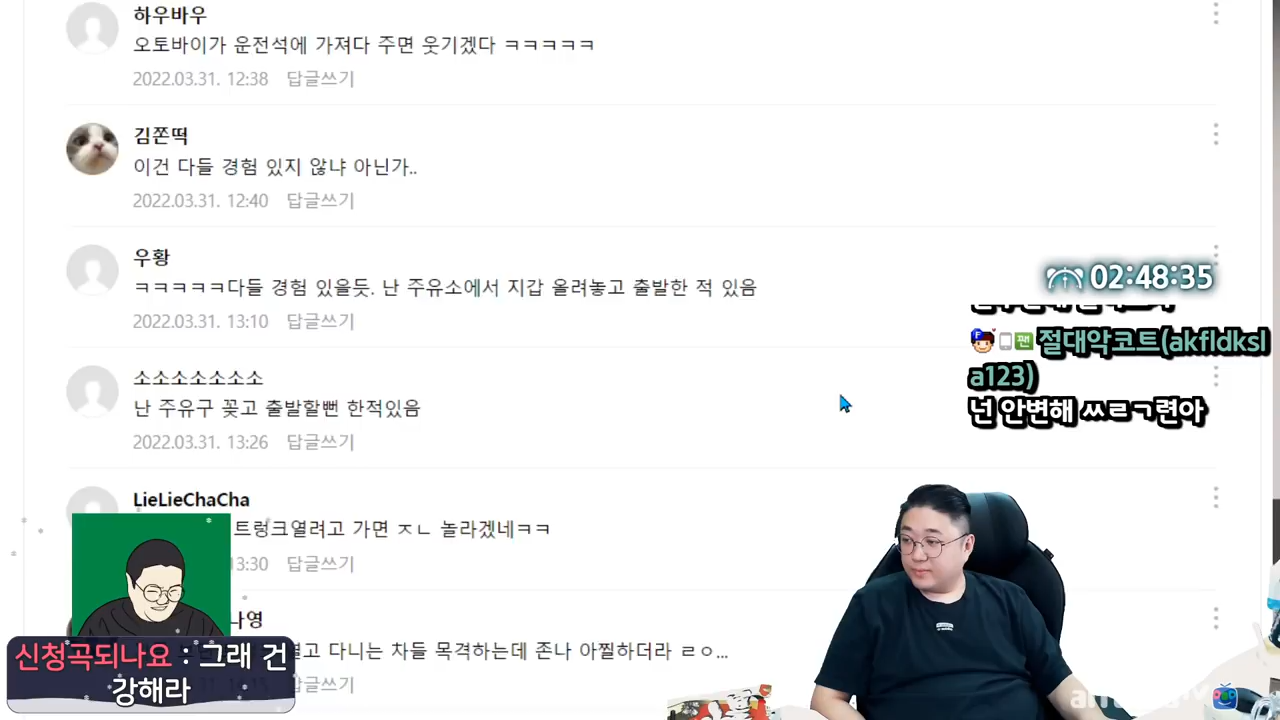 하우바우
오토바이가 운전석에 가져다 주면 웃기겠다 ㅋㅋㅋㅋㅋ
2022.03.31. 12:38 답글쓰기
김쫀떡
이건 다들 경험 있지 않냐 아닌가..
2022.03.31. 12:40 답글쓰기
우황
ㅋㅋㅋㅋㅋ다들 경험 있을듯. 난 주유소에서 지갑 올려놓고 출발한 적 있음
2022.03.31. 13:10 답글쓰기
02:48:35
절대악코트(akfldksl
a123)
넌 안변해 ㅆㄹㄱ련아
소소소소소소소
난 주유구 꽂고 출발할뻔 한적있음
2022.03.31. 13:26 답글쓰기
LieLieChaCha
트렁크열려고 가면 ㅈㄴ 놀라겠네ㅋㅋ
13:30 답글쓰기
나영
열고 다니는 차들 목격하는데 존나 아찔하더라 ㄹㅇ...
답글쓰기
신청곡되나요 : 그래 건
강해라